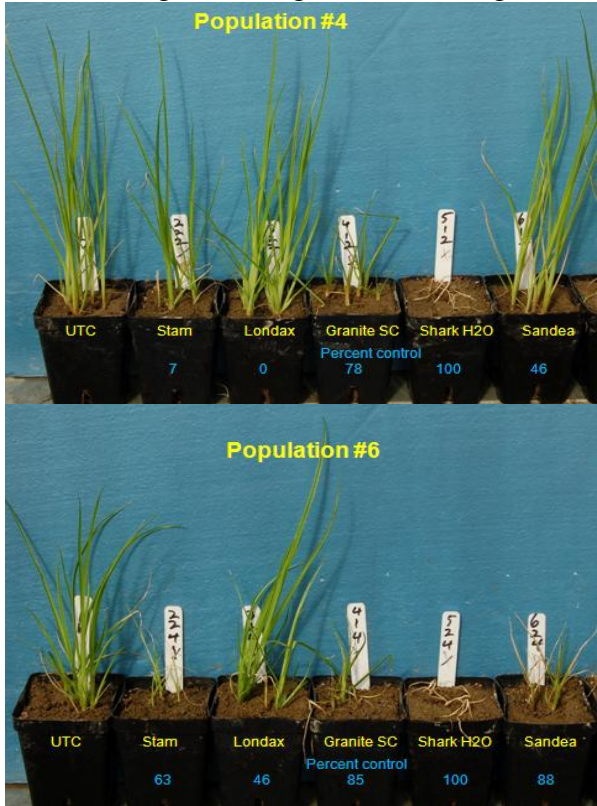 Population #4
UTC Stam Londax Granite SC Shark H2O Sandea
Percent control
7 0 78 100 46
Population #6
UTC Stam Londax Granite SC Shark H2O Sandea
Percent control
63 46 85 100 88